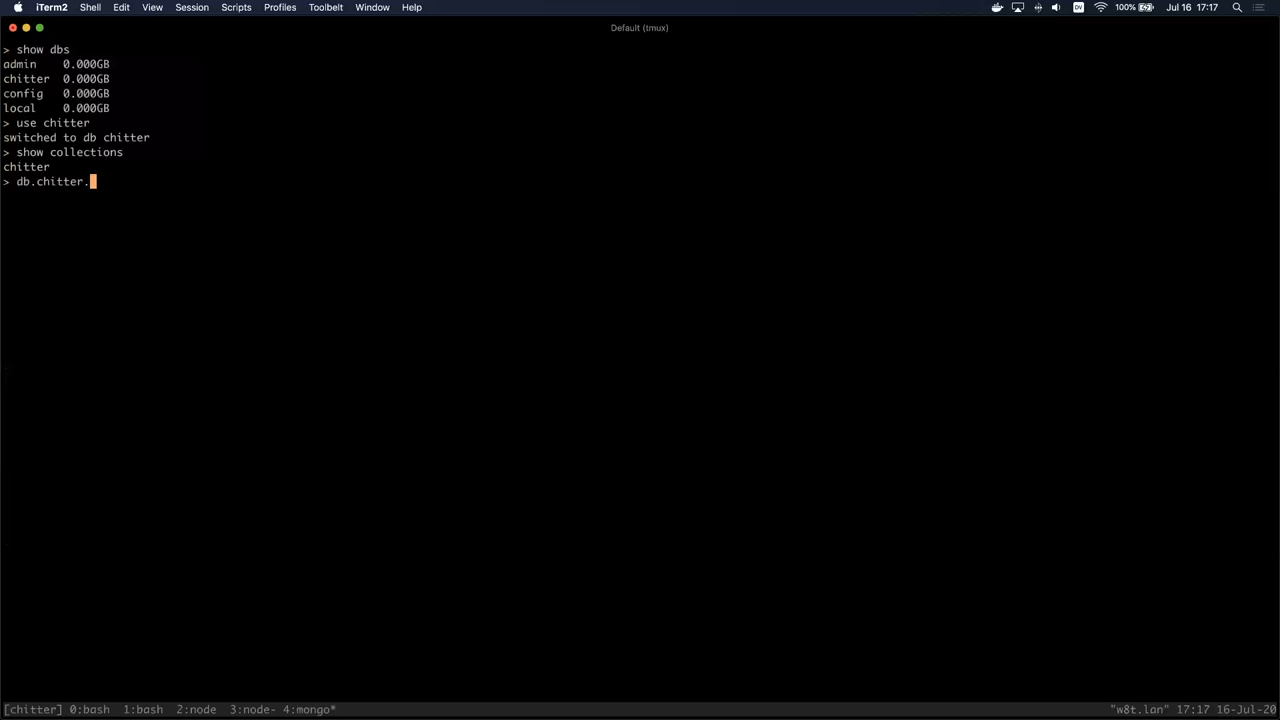 iTerm2 Shell Edit View Session Scripts Profiles Toolbelt Window Help DV 100% Jul 16 17:17
Default (tmux)
> show dbs
admin 0.000GB
chitter 0.000GB
config 0.000GB
local 0.000GB
> use chitter
switched to db chitter
> show collections
chitter
> db.chitter.
[chitter] 0:bash 1:bash 2:node 3:node- 4:mongo* "w8t.lan" 17:17 16-Jul-20